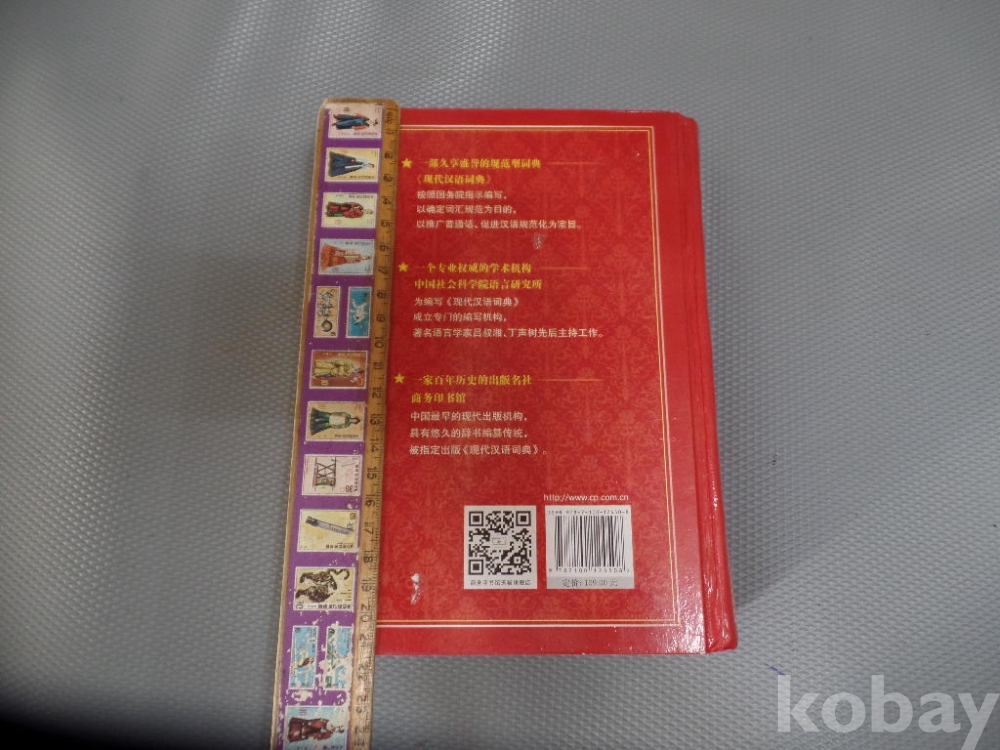 一部久享盛誉的规范型词典
《现代汉语词典》
按照国务院指示编写，
以确定词汇规范为目的，
以推广普通话、促进汉语规范化为宗旨。
一个专业权威的学术机构
中国社会科学院语言研究所
为编写《现代汉语词典》
成立专门的编写机构，
著名语言学家吕叔湘、丁声树先后主持工作。
一家百年历史的出版名社
商务印书馆
中国最早的现代出版机构，
具有悠久的辞书编纂传统，
被指定出版《现代汉语词典》。
http://www.cp.com.cn
定价：109.00 元
kobay